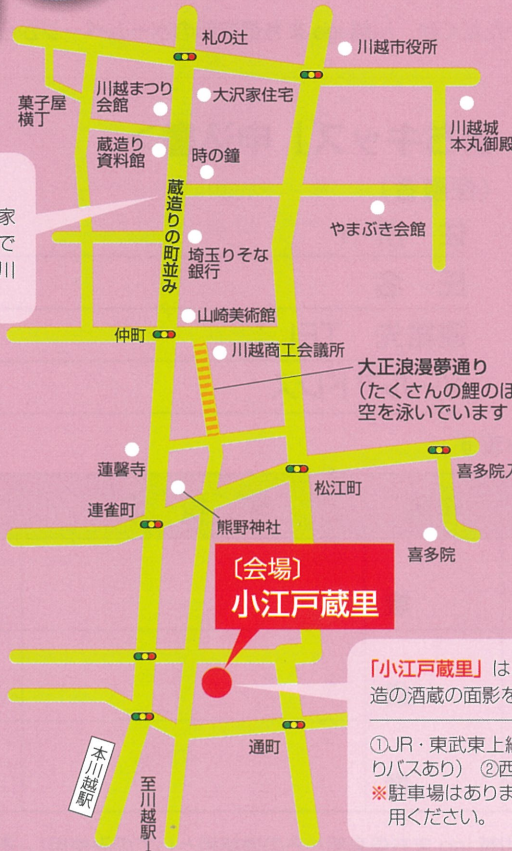 札の辻
川越市役所
川越まつり
会館
大沢家住宅
菓子屋
横丁
川越城
本丸御殿
蔵造り
資料館
時の鐘
蔵造りの町並み
家
で
川
やまぶき会館
埼玉りそな
銀行
山崎美術館
仲町
川越商工会議所
大正浪漫夢通り
（たくさんの鯉のぼ
空を泳いでいます
蓮馨寺
松江町
喜多院入
連雀町
熊野神社
喜多院
〔会場〕
小江戸蔵里
「小江戸蔵里」は
造の酒蔵の面影を
通町
①JR・東武東上線
りバスあり） ②西
本川越駅
至川越駅→
※駐車場はありま
用ください。